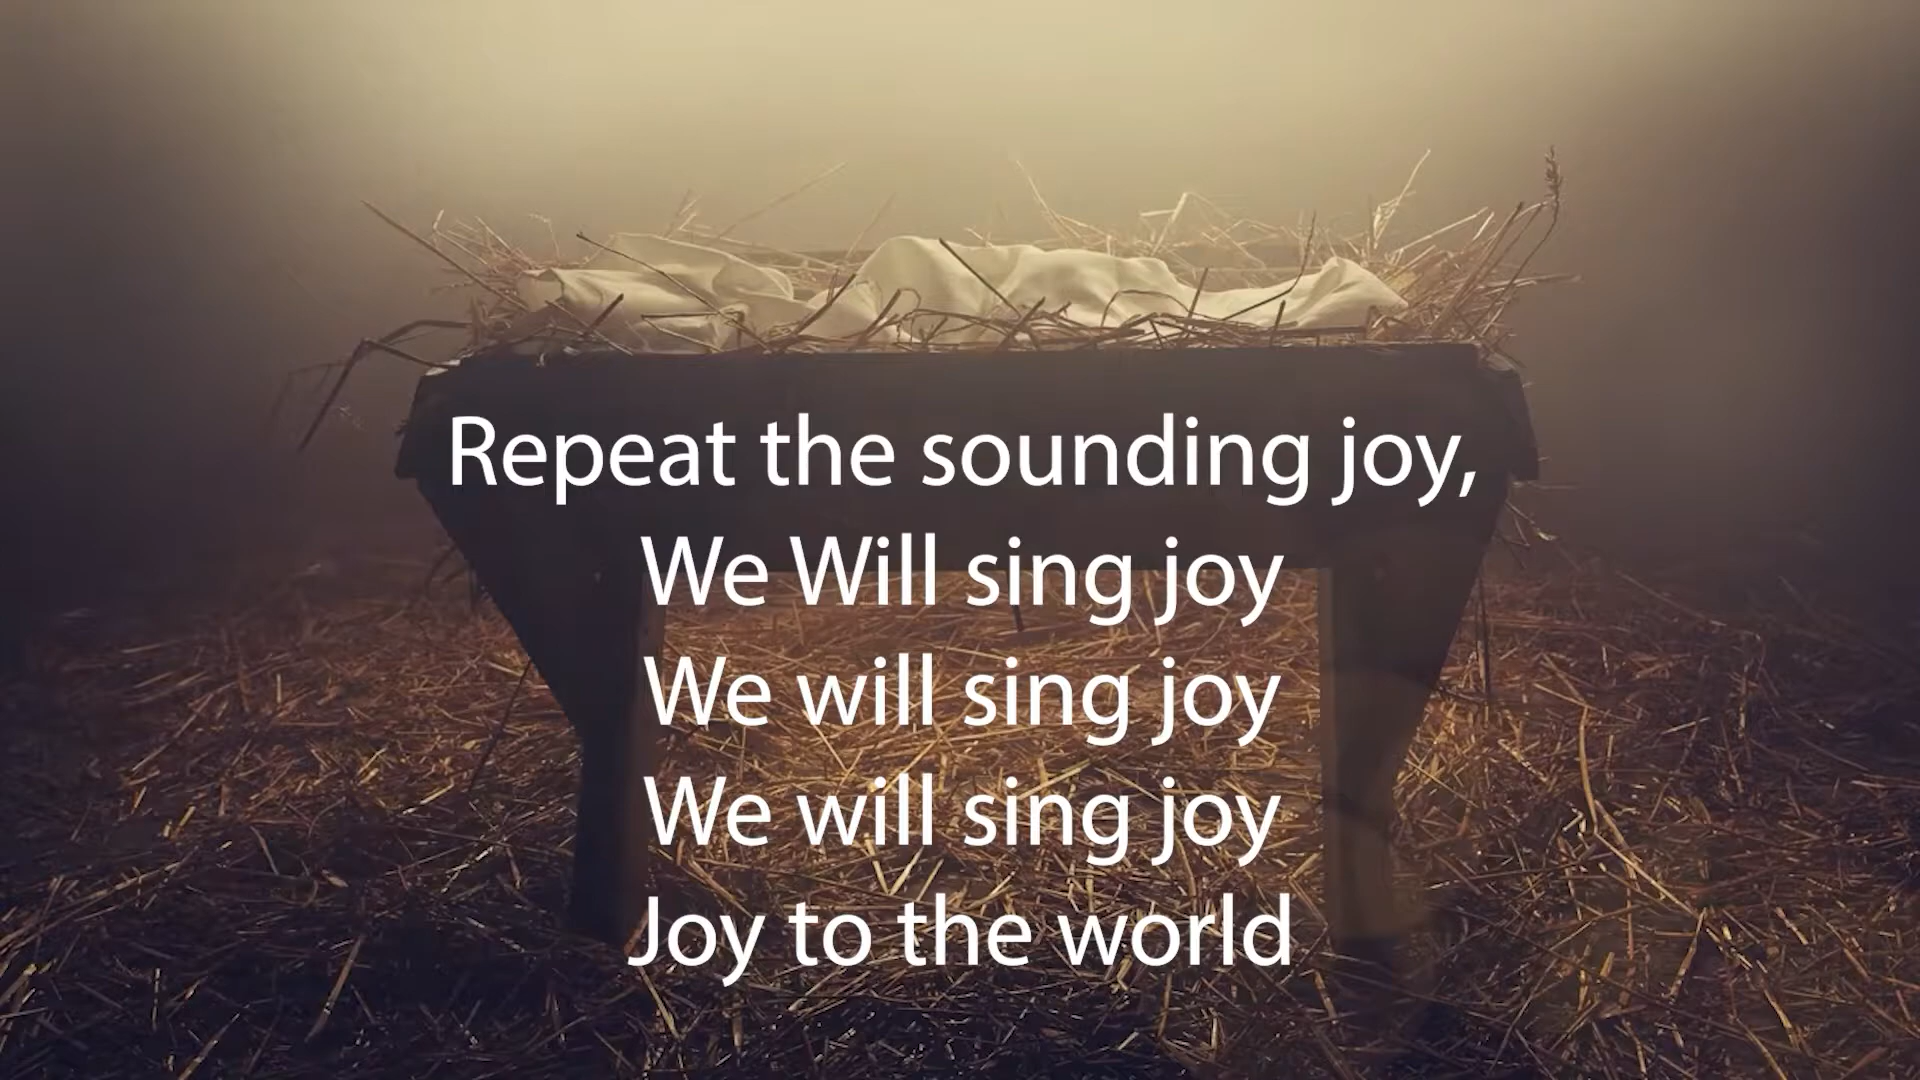 Repeat the sounding joy,
We Will sing joy
We will sing joy
We will sing joy
Joy to the world